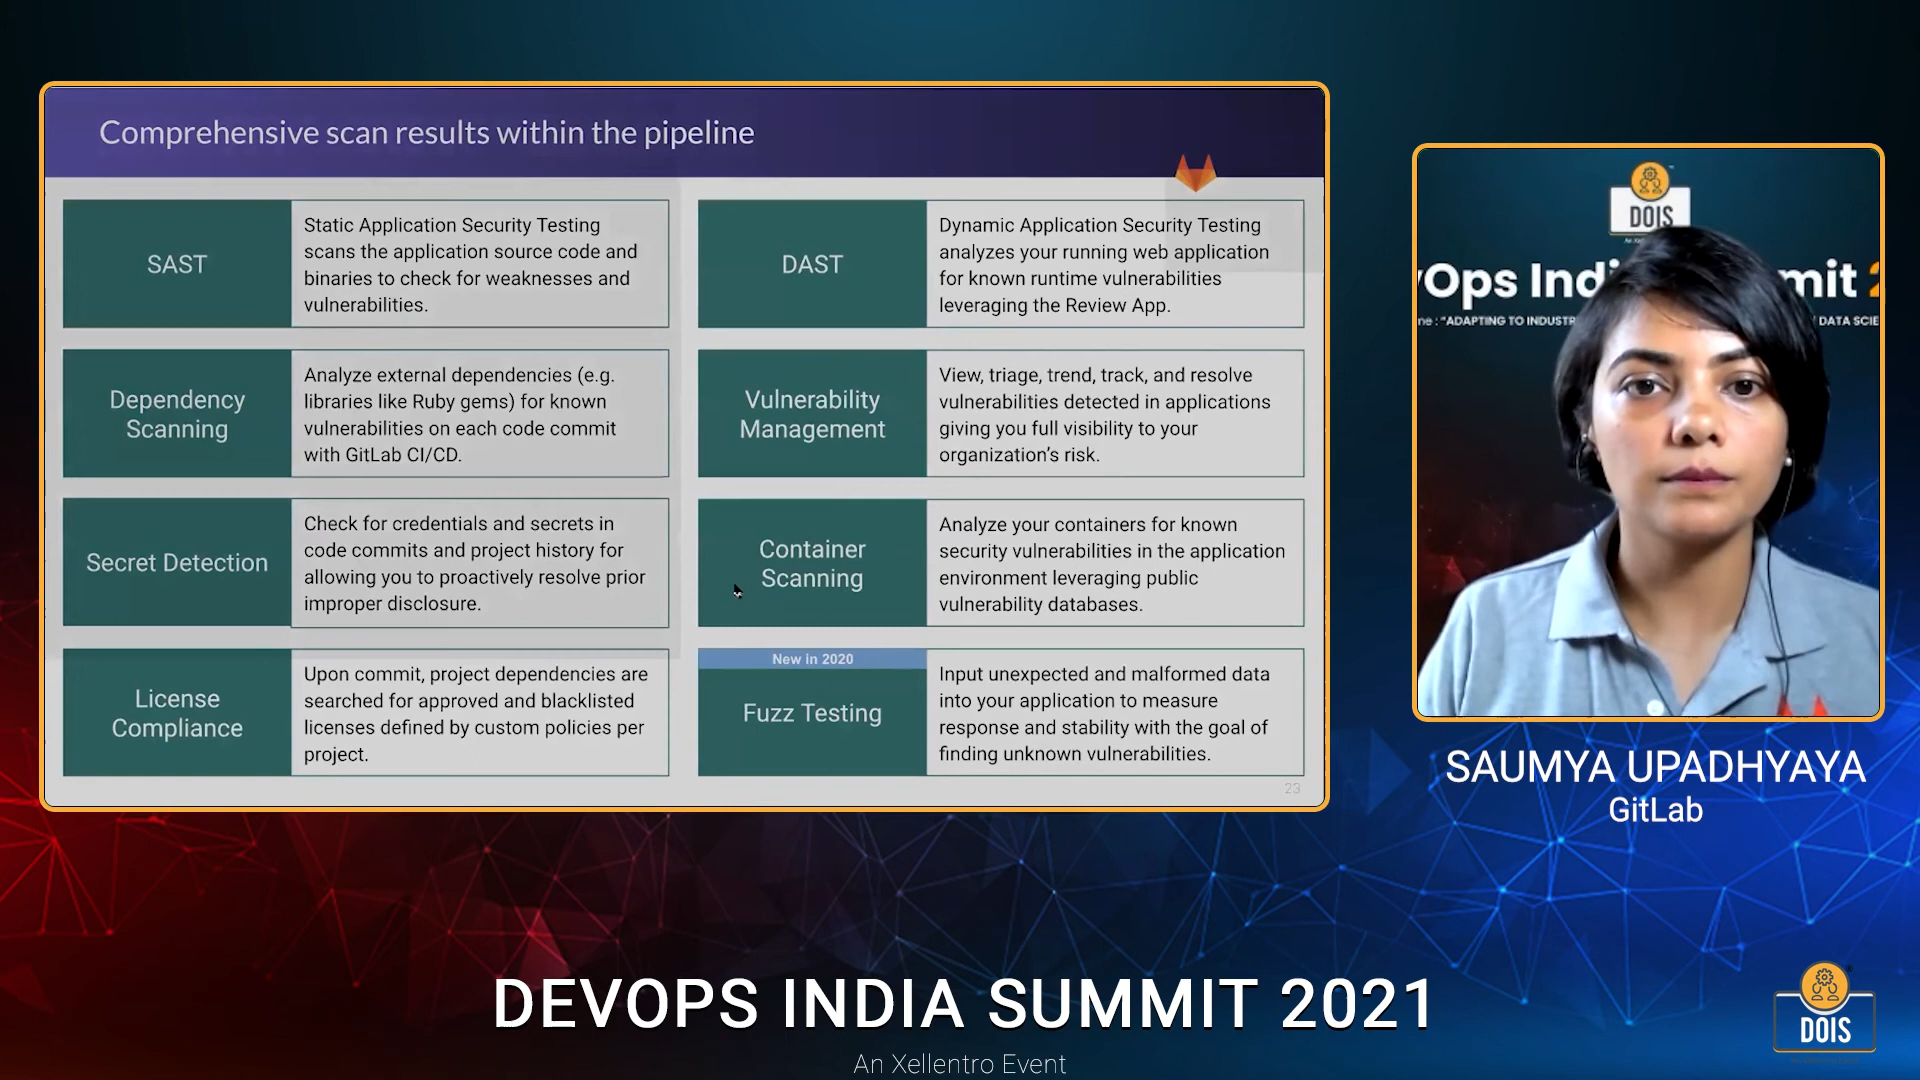 Comprehensive scan results within the pipeline
SAST
Static Application Security Testing
scans the application source code and
binaries to check for weaknesses and
vulnerabilities.
DAST
Dynamic Application Security Testing
analyzes your running web application
for known runtime vulnerabilities
leveraging the Review App.
Dependency
Scanning
Analyze external dependencies (e.g.
libraries like Ruby gems) for known
vulnerabilities on each code commit
with GitLab CI/CD.
Vulnerability
Management
View, triage, trend, track, and resolve
vulnerabilities detected in applications
giving you full visibility to your
organization's risk.
Secret Detection
Check for credentials and secrets in
code commits and project history for
allowing you to proactively resolve prior
improper disclosure.
Container
Scanning
Analyze your containers for known
security vulnerabilities in the application
environment leveraging public
vulnerability databases.
License
Compliance
Upon commit, project dependencies are
searched for approved and blacklisted
licenses defined by custom policies per
project.
New in 2020
Fuzz Testing
Input unexpected and malformed data
into your application to measure
response and stability with the goal of
finding unknown vulnerabilities.
23
DOIS
Ops Ind mit
: "ADAPTING TO INDUSTR DATA SCIE
SAUMYA UPADHYAYA
GitLab
DEVOPS INDIA SUMMIT 2021
An Xellentro Event
DOIS